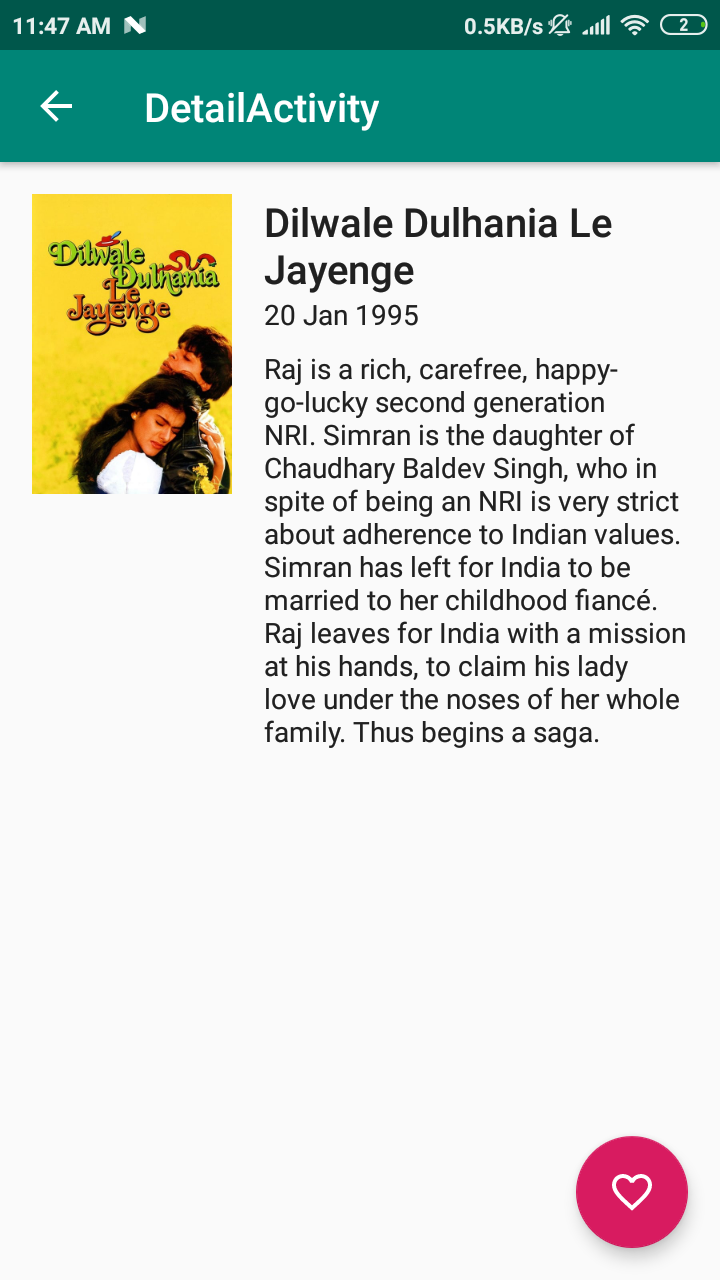 11:47 AM
0.5KB/s
2
DetailActivity
Dilwale
Dulhania
Le
Jayenge
Dilwale Dulhania Le
Jayenge
20 Jan 1995
Raj is a rich, carefree, happy-
go-lucky second generation
NRI. Simran is the daughter of
Chaudhary Baldev Singh, who in
spite of being an NRI is very strict
about adherence to Indian values.
Simran has left for India to be
married to her childhood fiancé.
Raj leaves for India with a mission
at his hands, to claim his lady
love under the noses of her whole
family. Thus begins a saga.